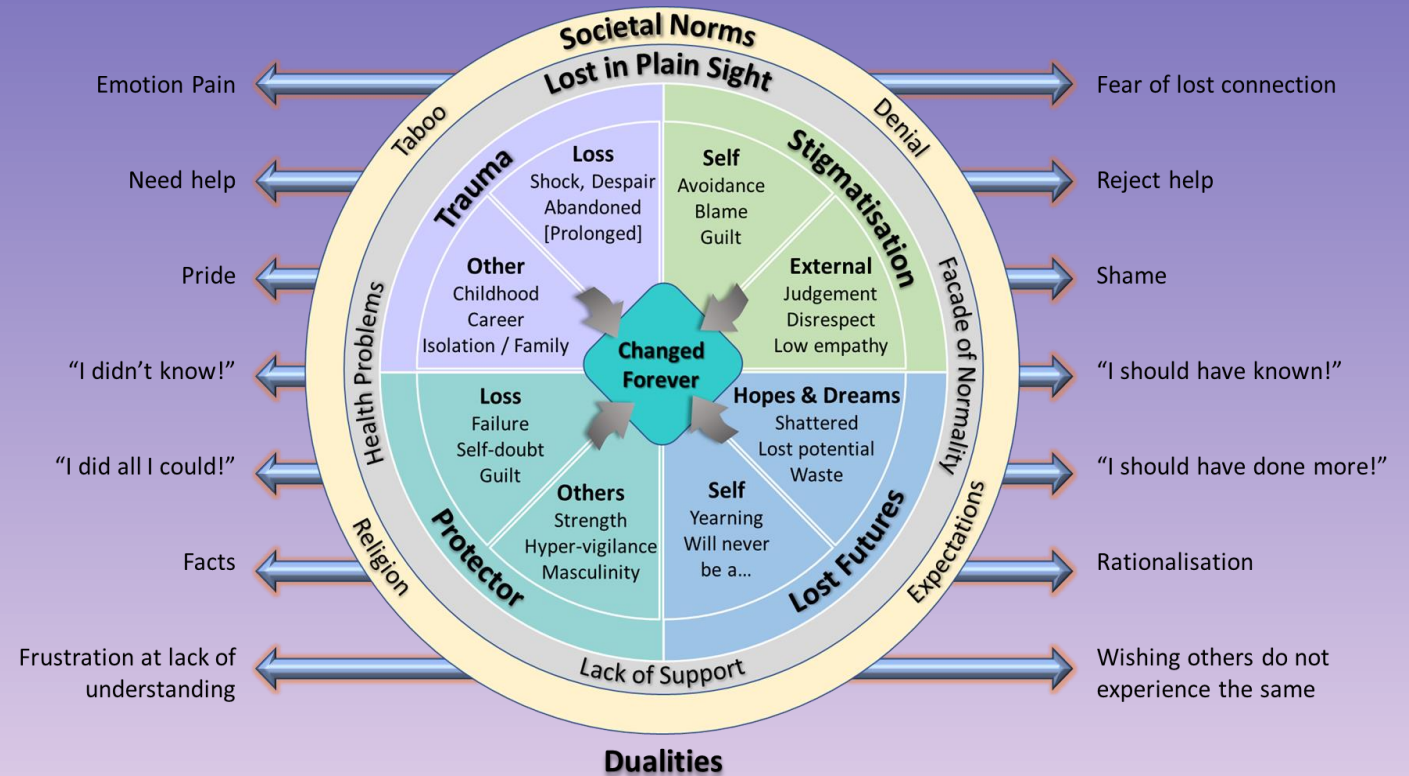 Societal Norms
Lost in Plain Sight
Taboo
Denial
Religion
Expectations
Health Problems
Facade of Normality
Lack of Support
Trauma
Loss
Shock, Despair
Abandoned
[Prolonged]
Other
Childhood
Career
Isolation / Family
Stigmatisation
Self
Avoidance
Blame
Guilt
External
Judgement
Disrespect
Low empathy
Changed
Forever
Protector
Loss
Failure
Self-doubt
Guilt
Others
Strength
Hyper-vigilance
Masculinity
Lost Futures
Hopes & Dreams
Shattered
Lost potential
Waste
Self
Yearning
Will never
be a...
Emotion Pain
Fear of lost connection
Need help
Reject help
Pride
Shame
“I didn’t know!”
“I should have known!”
“I did all I could!”
“I should have done more!”
Facts
Rationalisation
Frustration at lack of
understanding
Wishing others do not
experience the same
Dualities